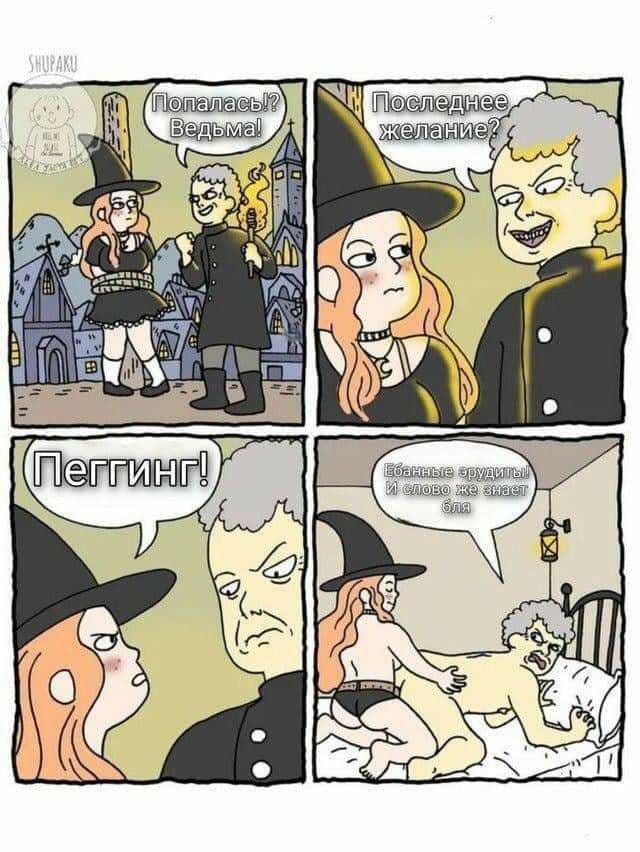 SHUPAKU
Попалась!?
Ведьма!
Последнее
желание?
Пеггинг!
Ебанные эрудиты!
И слово же знает
бля